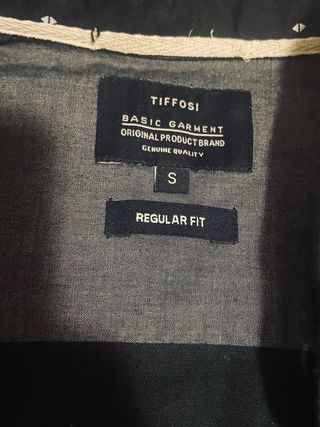 TIFFOSI
BASIC GARMENT
ORIGINAL PRODUCT BRAND
GENUINE QUALITY
S
REGULAR FIT